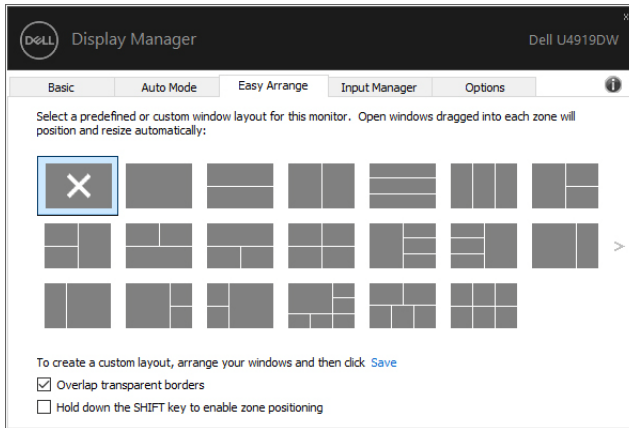 DELL Display Manager Dell U4919DW
Basic Auto Mode Easy Arrange Input Manager Options
Select a predefined or custom window layout for this monitor. Open windows dragged into each zone will
position and resize automatically:
To create a custom layout, arrange your windows and then click Save
Overlap transparent borders
Hold down the SHIFT key to enable zone positioning